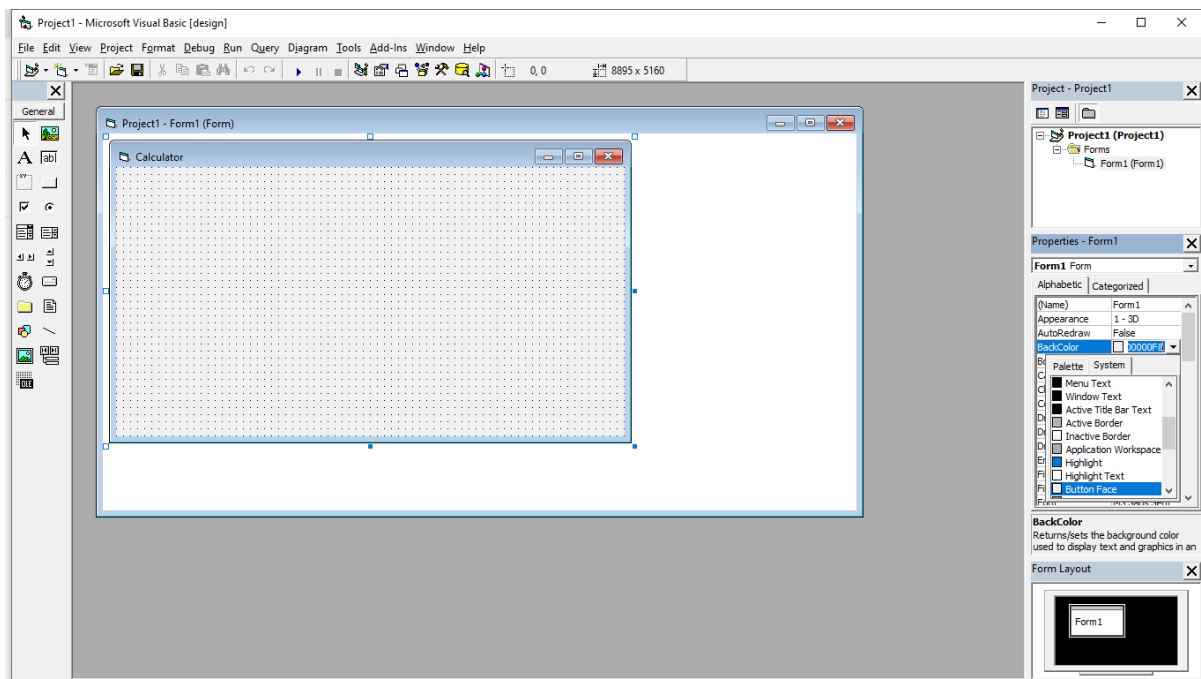 Project1 - Microsoft Visual Basic [design]
File Edit View Project Format Debug Run Query Diagram Tools Add-Ins Window Help
0, 0 8895 x 5160
General
A ab
XY
OLE
Project1 - Form1 (Form)
Calculator
Project - Project1
Project1 (Project1)
Forms
Form1 (Form1)
Properties - Form1
Form1 Form
Alphabetic Categorized
(Name) Form1
Appearance 1 - 3D
AutoRedraw False
BackColor 00000F&
Palette System
Menu Text
Window Text
Active Title Bar Text
Active Border
Inactive Border
Application Workspace
Highlight
Highlight Text
Button Face
BackColor
Returns/sets the background color
used to display text and graphics in an
Form Layout
Form1